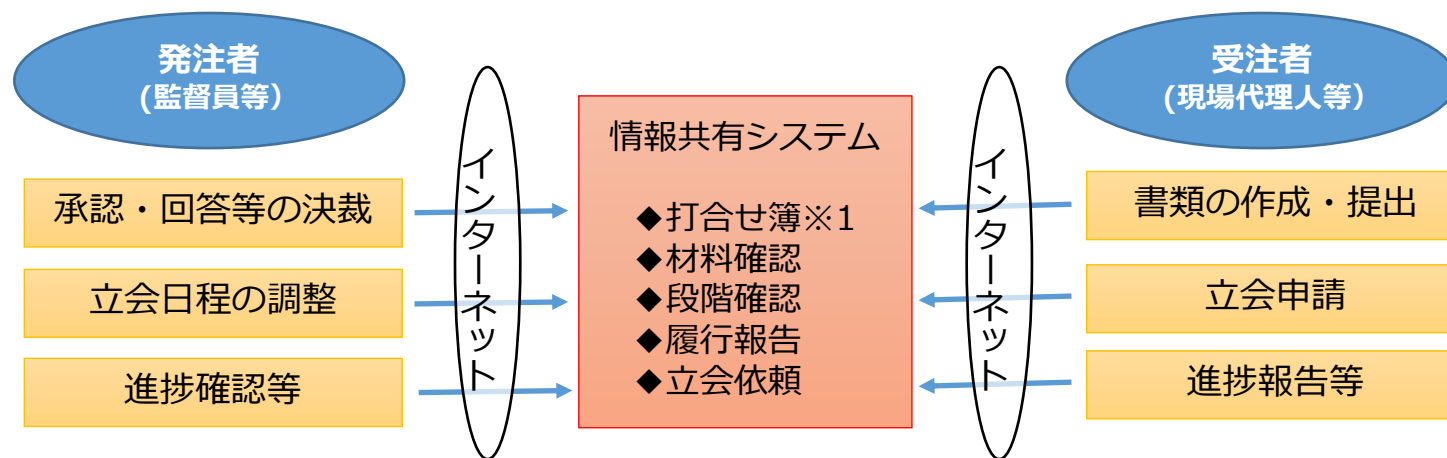 発注者
(監督員等）
承認・回答等の決裁
立会日程の調整
進捗確認等
インターネット
情報共有システム
◆打合せ簿※1
◆材料確認
◆段階確認
◆履行報告
◆立会依頼
インターネット
受注者
(現場代理人等）
書類の作成・提出
立会申請
進捗報告等